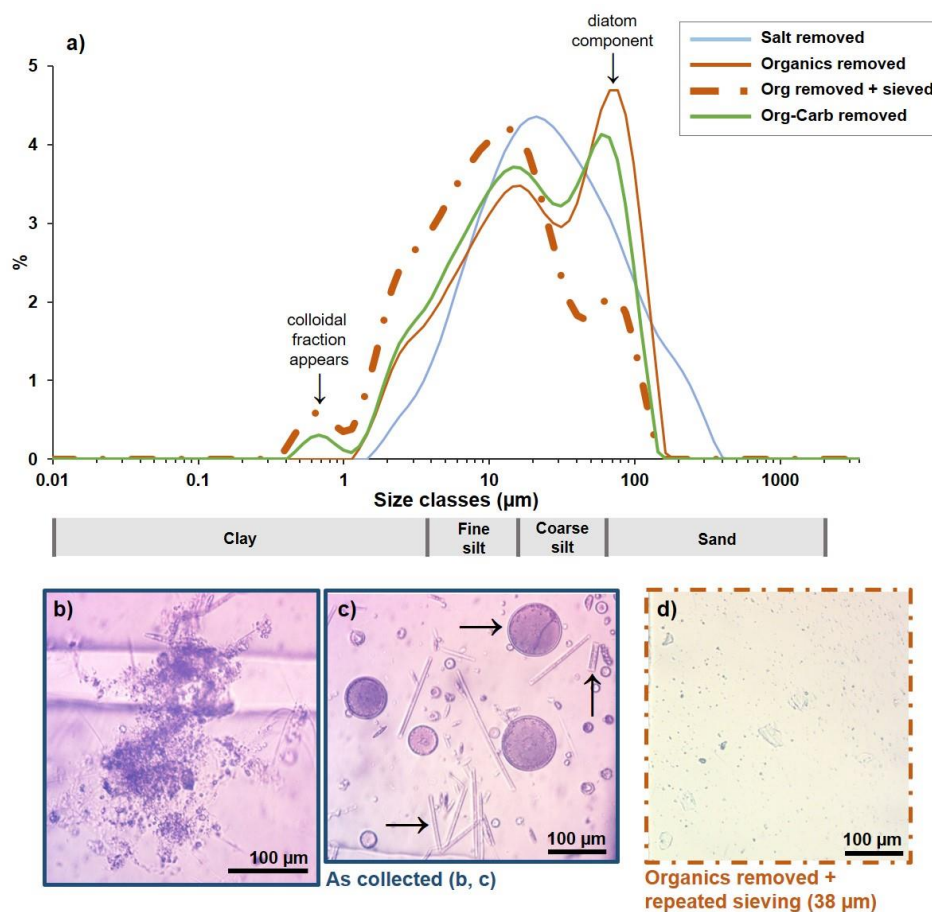 a)
diatom
component
Salt removed
Organics removed
Org removed + sieved
Org-Carb removed
5
4
3
2
1
0
%
colloidal
fraction
appears
0.01
0.1
1
10
100
1000
Size classes (µm)
Clay
Fine
silt
Coarse
silt
Sand
b)
100 µm
c)
100 µm
d)
100 µm
As collected (b, c)
Organics removed +
repeated sieving (38 µm)